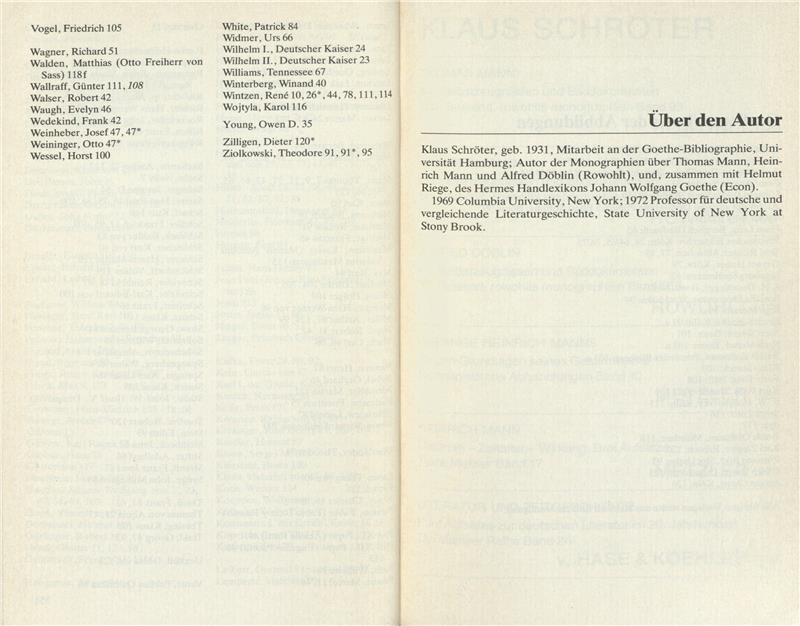 Vogel, Friedrich 105
Wagner, Richard 51
Walden, Matthias (Otto Freiherr von
Sass) 118 f
Wallraff, Günter 111, 108
Walser, Robert 42
Waugh, Evelyn 46
Wedekind, Frank 42
Weinheber, Josef 47, 47*
Weininger, Otto 47*
Wessel, Horst 100
White, Patrick 84
Widmer, Urs 66
Wilhelm I., Deutscher Kaiser 24
Wilhelm II., Deutscher Kaiser 23
Williams, Tennessee 67
Winterberg, Winand 40
Wintzen, René 10, 26*, 44, 78, 111, 114
Wojtyla, Karol 116
Young, Owen D. 35
Zilligen, Dieter 120*
Ziolkowski, Theodore 91, 91*, 95
Über den Autor
Klaus Schröter, geb. 1931, Mitarbeit an der Goethe-Bibliographie, Uni-
versität Hamburg; Autor der Monographien über Thomas Mann, Hein-
rich Mann und Alfred Döblin (Rowohlt), und, zusammen mit Helmut
Riege, des Hermes Handlexikons Johann Wolfgang Goethe (Econ).
1969 Columbia University, New York; 1972 Professor für deutsche und
vergleichende Literaturgeschichte, State University of New York at
Stony Brook.